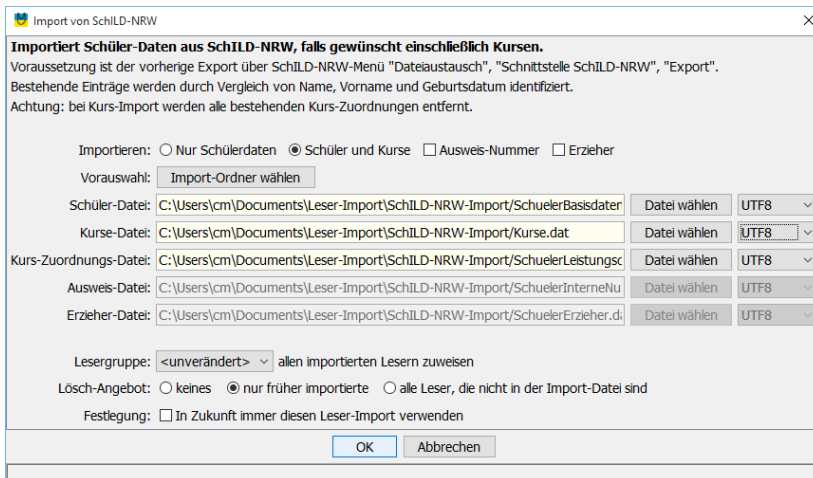 Import von SchILD-NRW
Importiert Schüler-Daten aus SchILD-NRW, falls gewünscht einschließlich Kursen.
Voraussetzung ist der vorherige Export über SchILD-NRW-Menü "Dateiaustausch", "Schnittstelle SchILD-NRW", "Export".
Bestehende Einträge werden durch Vergleich von Name, Vorname und Geburtsdatum identifiziert.
Achtung: bei Kurs-Import werden alle bestehenden Kurs-Zuordnungen entfernt.
Importieren: Nur Schülerdaten Schüler und Kurse Ausweis-Nummer Erzieher
Vorauswahl: Import-Ordner wählen
Schüler-Datei: C:\Users\cm\Documents\Leser-Import\SchILD-NRW-Import/SchuelerBasisdaten Datei wählen UTF8
Kurse-Datei: C:\Users\cm\Documents\Leser-Import\SchILD-NRW-Import/Kurse.dat Datei wählen UTF8
Kurs-Zuordnungs-Datei: C:\Users\cm\Documents\Leser-Import\SchILD-NRW-Import/SchuelerLeistungsd Datei wählen UTF8
Ausweis-Datei: C:\Users\cm\Documents\Leser-Import\SchILD-NRW-Import/SchuelerInterneNu Datei wählen UTF8
Erzieher-Datei: C:\Users\cm\Documents\Leser-Import\SchILD-NRW-Import/SchuelerErzieher.da Datei wählen UTF8
Lesergruppe: <unverändert> allen importierten Lesern zuweisen
Lösch-Angebot: keines nur früher importierte alle Leser, die nicht in der Import-Datei sind
Festlegung: In Zukunft immer diesen Leser-Import verwenden
OK Abbrechen